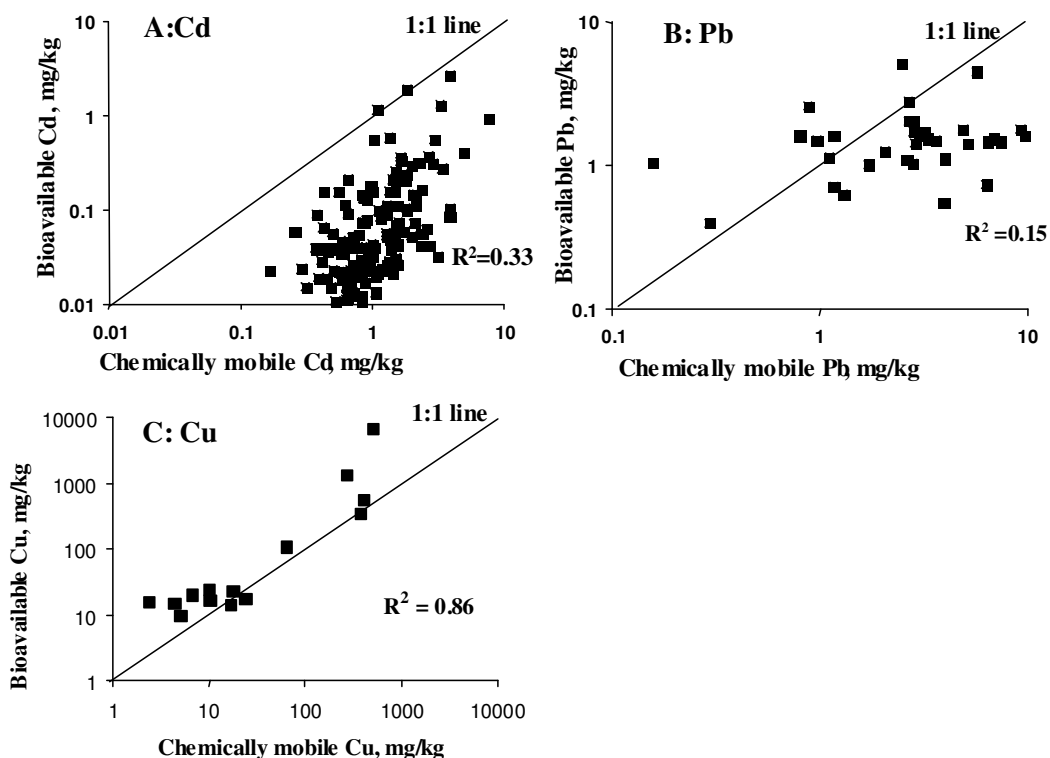 A:Cd
1:1 line
Bioavailable Cd, mg/kg
10
1
0.1
0.01
R²=0.33
0.01 0.1 1 10
Chemically mobile Cd, mg/kg
B: Pb
1:1 line
Bioavailable Pb, mg/kg
10
1
0.1
R² =0.15
0.1 1 10
Chemically mobile Pb, mg/kg
C: Cu
1:1 line
Bioavailable Cu, mg/kg
10000
1000
100
10
1
R² = 0.86
1 10 100 1000 10000
Chemically mobile Cu, mg/kg